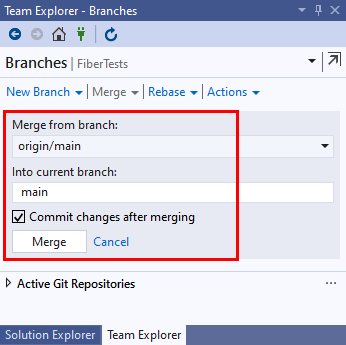 Team Explorer - Branches
Branches | FiberTests
New Branch | Merge | Rebase | Actions
Merge from branch:
origin/main
Into current branch:
main
Commit changes after merging
Merge Cancel
Active Git Repositories ...
Solution Explorer Team Explorer